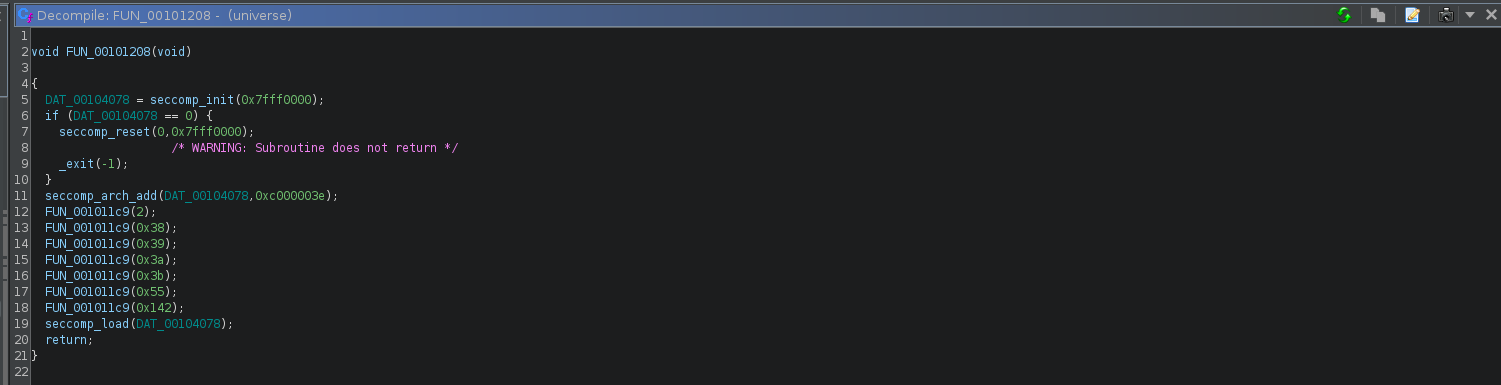 Decompile: FUN_00101208 - (universe)
1
2 void FUN_00101208(void)
3
4 {
5 DAT_00104078 = seccomp_init(0x7fff0000);
6 if (DAT_00104078 == 0) {
7 seccomp_reset(0,0x7fff0000);
8 /* WARNING: Subroutine does not return */
9 _exit(-1);
10 }
11 seccomp_arch_add(DAT_00104078,0xc000003e);
12 FUN_001011c9(2);
13 FUN_001011c9(0x38);
14 FUN_001011c9(0x39);
15 FUN_001011c9(0x3a);
16 FUN_001011c9(0x3b);
17 FUN_001011c9(0x55);
18 FUN_001011c9(0x142);
19 seccomp_load(DAT_00104078);
20 return;
21 }
22